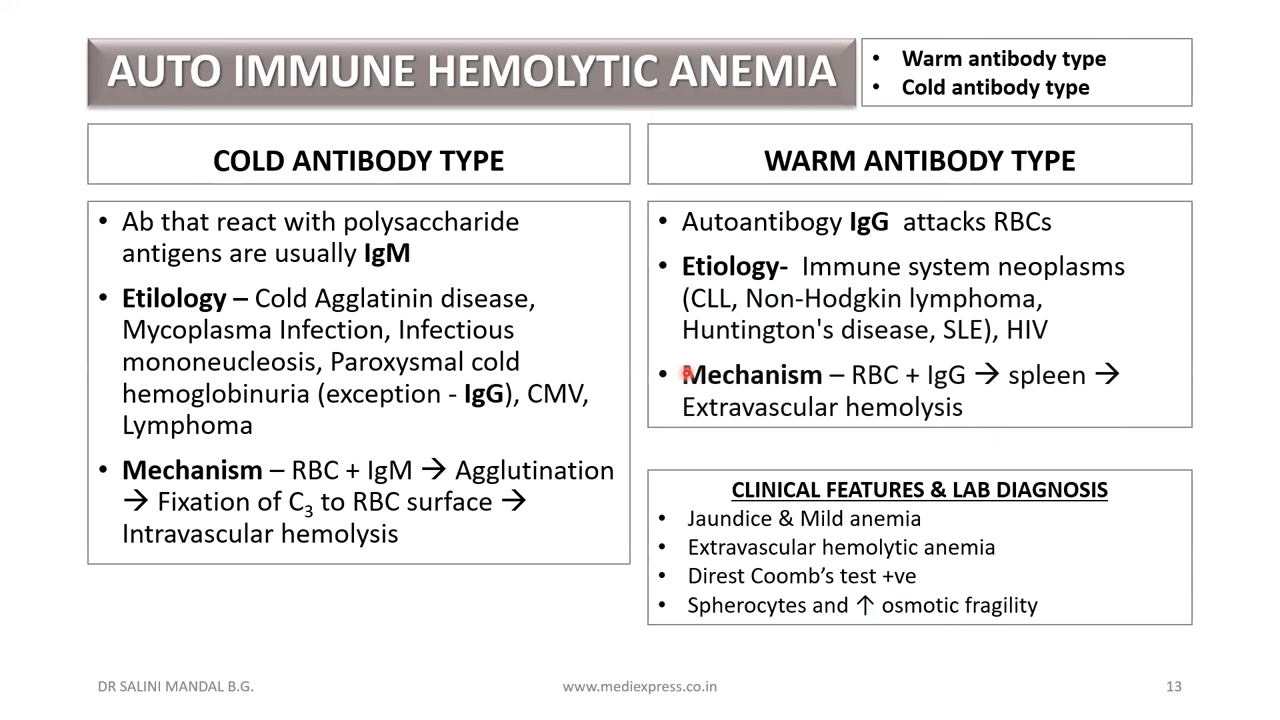 AUTO IMMUNE HEMOLYTIC ANEMIA
• Warm antibody type
• Cold antibody type
COLD ANTIBODY TYPE
• Ab that react with polysaccharide
antigens are usually IgM
• Etilology – Cold Agglatinin disease,
Mycoplasma Infection, Infectious
mononeucleosis, Paroxysmal cold
hemoglobinuria (exception - IgG), CMV,
Lymphoma
• Mechanism – RBC + IgM → Agglutination
→ Fixation of C3 to RBC surface →
Intravascular hemolysis
WARM ANTIBODY TYPE
• Autoantibogy IgG attacks RBCs
• Etiology- Immune system neoplasms
(CLL, Non-Hodgkin lymphoma,
Huntington's disease, SLE), HIV
• Mechanism – RBC + IgG → spleen →
Extravascular hemolysis
CLINICAL FEATURES & LAB DIAGNOSIS
• Jaundice & Mild anemia
• Extravascular hemolytic anemia
• Direst Coomb’s test +ve
• Spherocytes and ↑ osmotic fragility
DR SALINI MANDAL B.G.
www.mediexpress.co.in
13